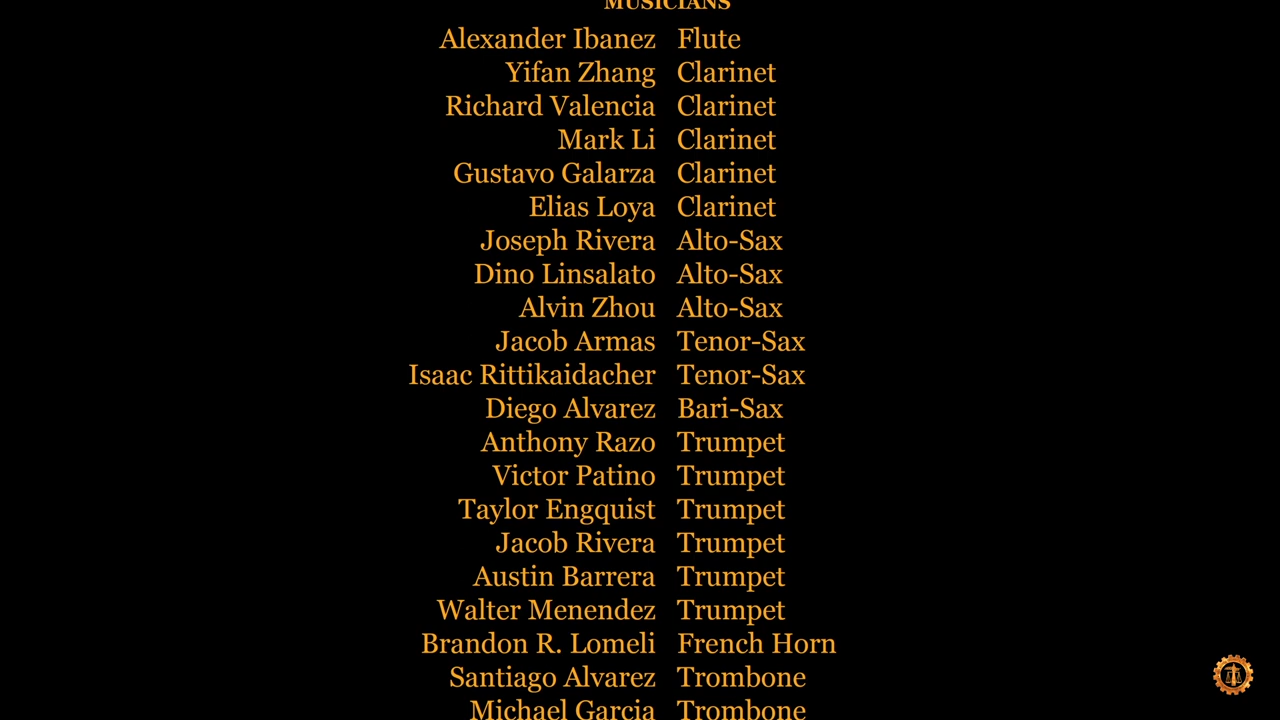 MUSICIANS
Alexander Ibanez Flute
Yifan Zhang Clarinet
Richard Valencia Clarinet
Mark Li Clarinet
Gustavo Galarza Clarinet
Elias Loya Clarinet
Joseph Rivera Alto-Sax
Dino Linsalato Alto-Sax
Alvin Zhou Alto-Sax
Jacob Armas Tenor-Sax
Isaac Rittikaidacher Tenor-Sax
Diego Alvarez Bari-Sax
Anthony Razo Trumpet
Victor Patino Trumpet
Taylor Engquist Trumpet
Jacob Rivera Trumpet
Austin Barrera Trumpet
Walter Menendez Trumpet
Brandon R. Lomeli French Horn
Santiago Alvarez Trombone
Michael Garcia Trombone